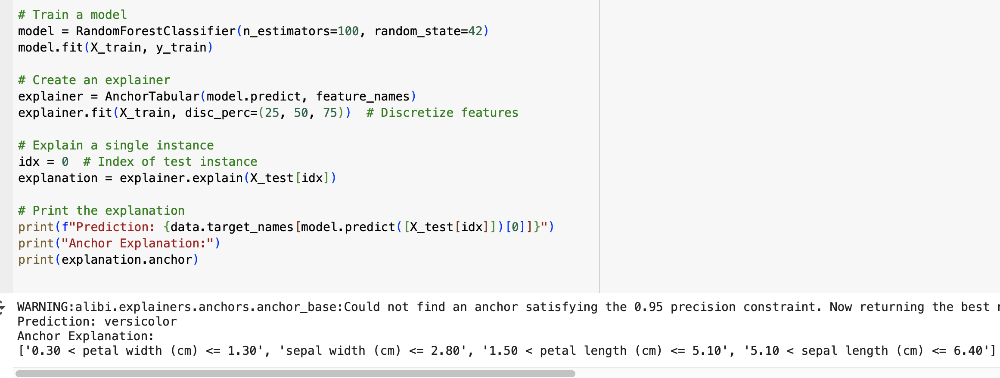 # Train a model
model = RandomForestClassifier(n_estimators=100, random_state=42)
model.fit(X_train, y_train)
# Create an explainer
explainer = AnchorTabular(model.predict, feature_names)
explainer.fit(X_train, disc_perc=(25, 50, 75))  # Discretize features
# Explain a single instance
idx = 0  # Index of test instance
explanation = explainer.explain(X_test[idx])
# Print the explanation
print(f"Prediction: {data.target_names[model.predict([X_test[idx]])[0]]}")
print("Anchor Explanation:")
print(explanation.anchor)
WARNING:alibi.explainers.anchors.anchor_base:Could not find an anchor satisfying the 0.95 precision constraint. Now returning the best
Prediction: versicolor
Anchor Explanation:
['0.30 < petal width (cm) <= 1.30', 'sepal width (cm) <= 2.80', '1.50 < petal length (cm) <= 5.10', '5.10 < sepal length (cm) <= 6.40']